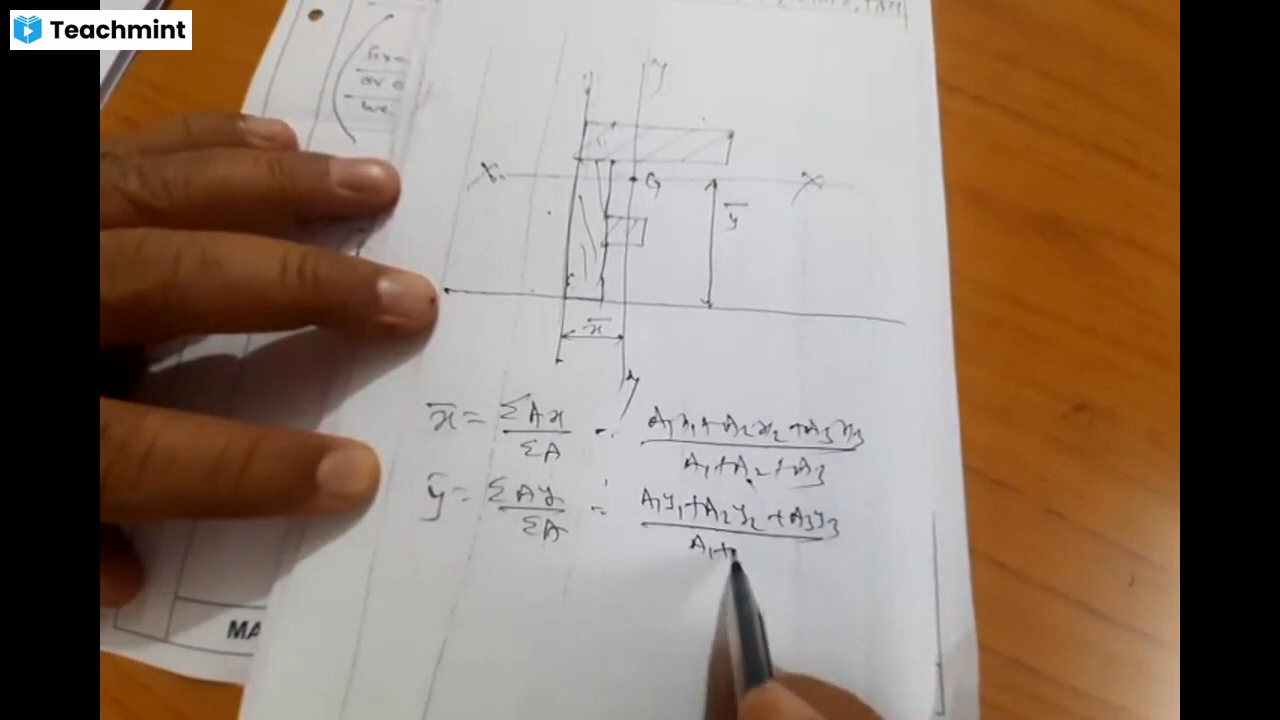 Teachmint
y
X
G
X
ȳ
x̄
y
x̄ = ΣAx / ΣA = A₁x₁ + A₂x₂ + A₃x₃ / A₁ + A₂ + A₃
ȳ = ΣAy / ΣA = A₁y₁ + A₂y₂ + A₃y₃ / A₁ +
MA